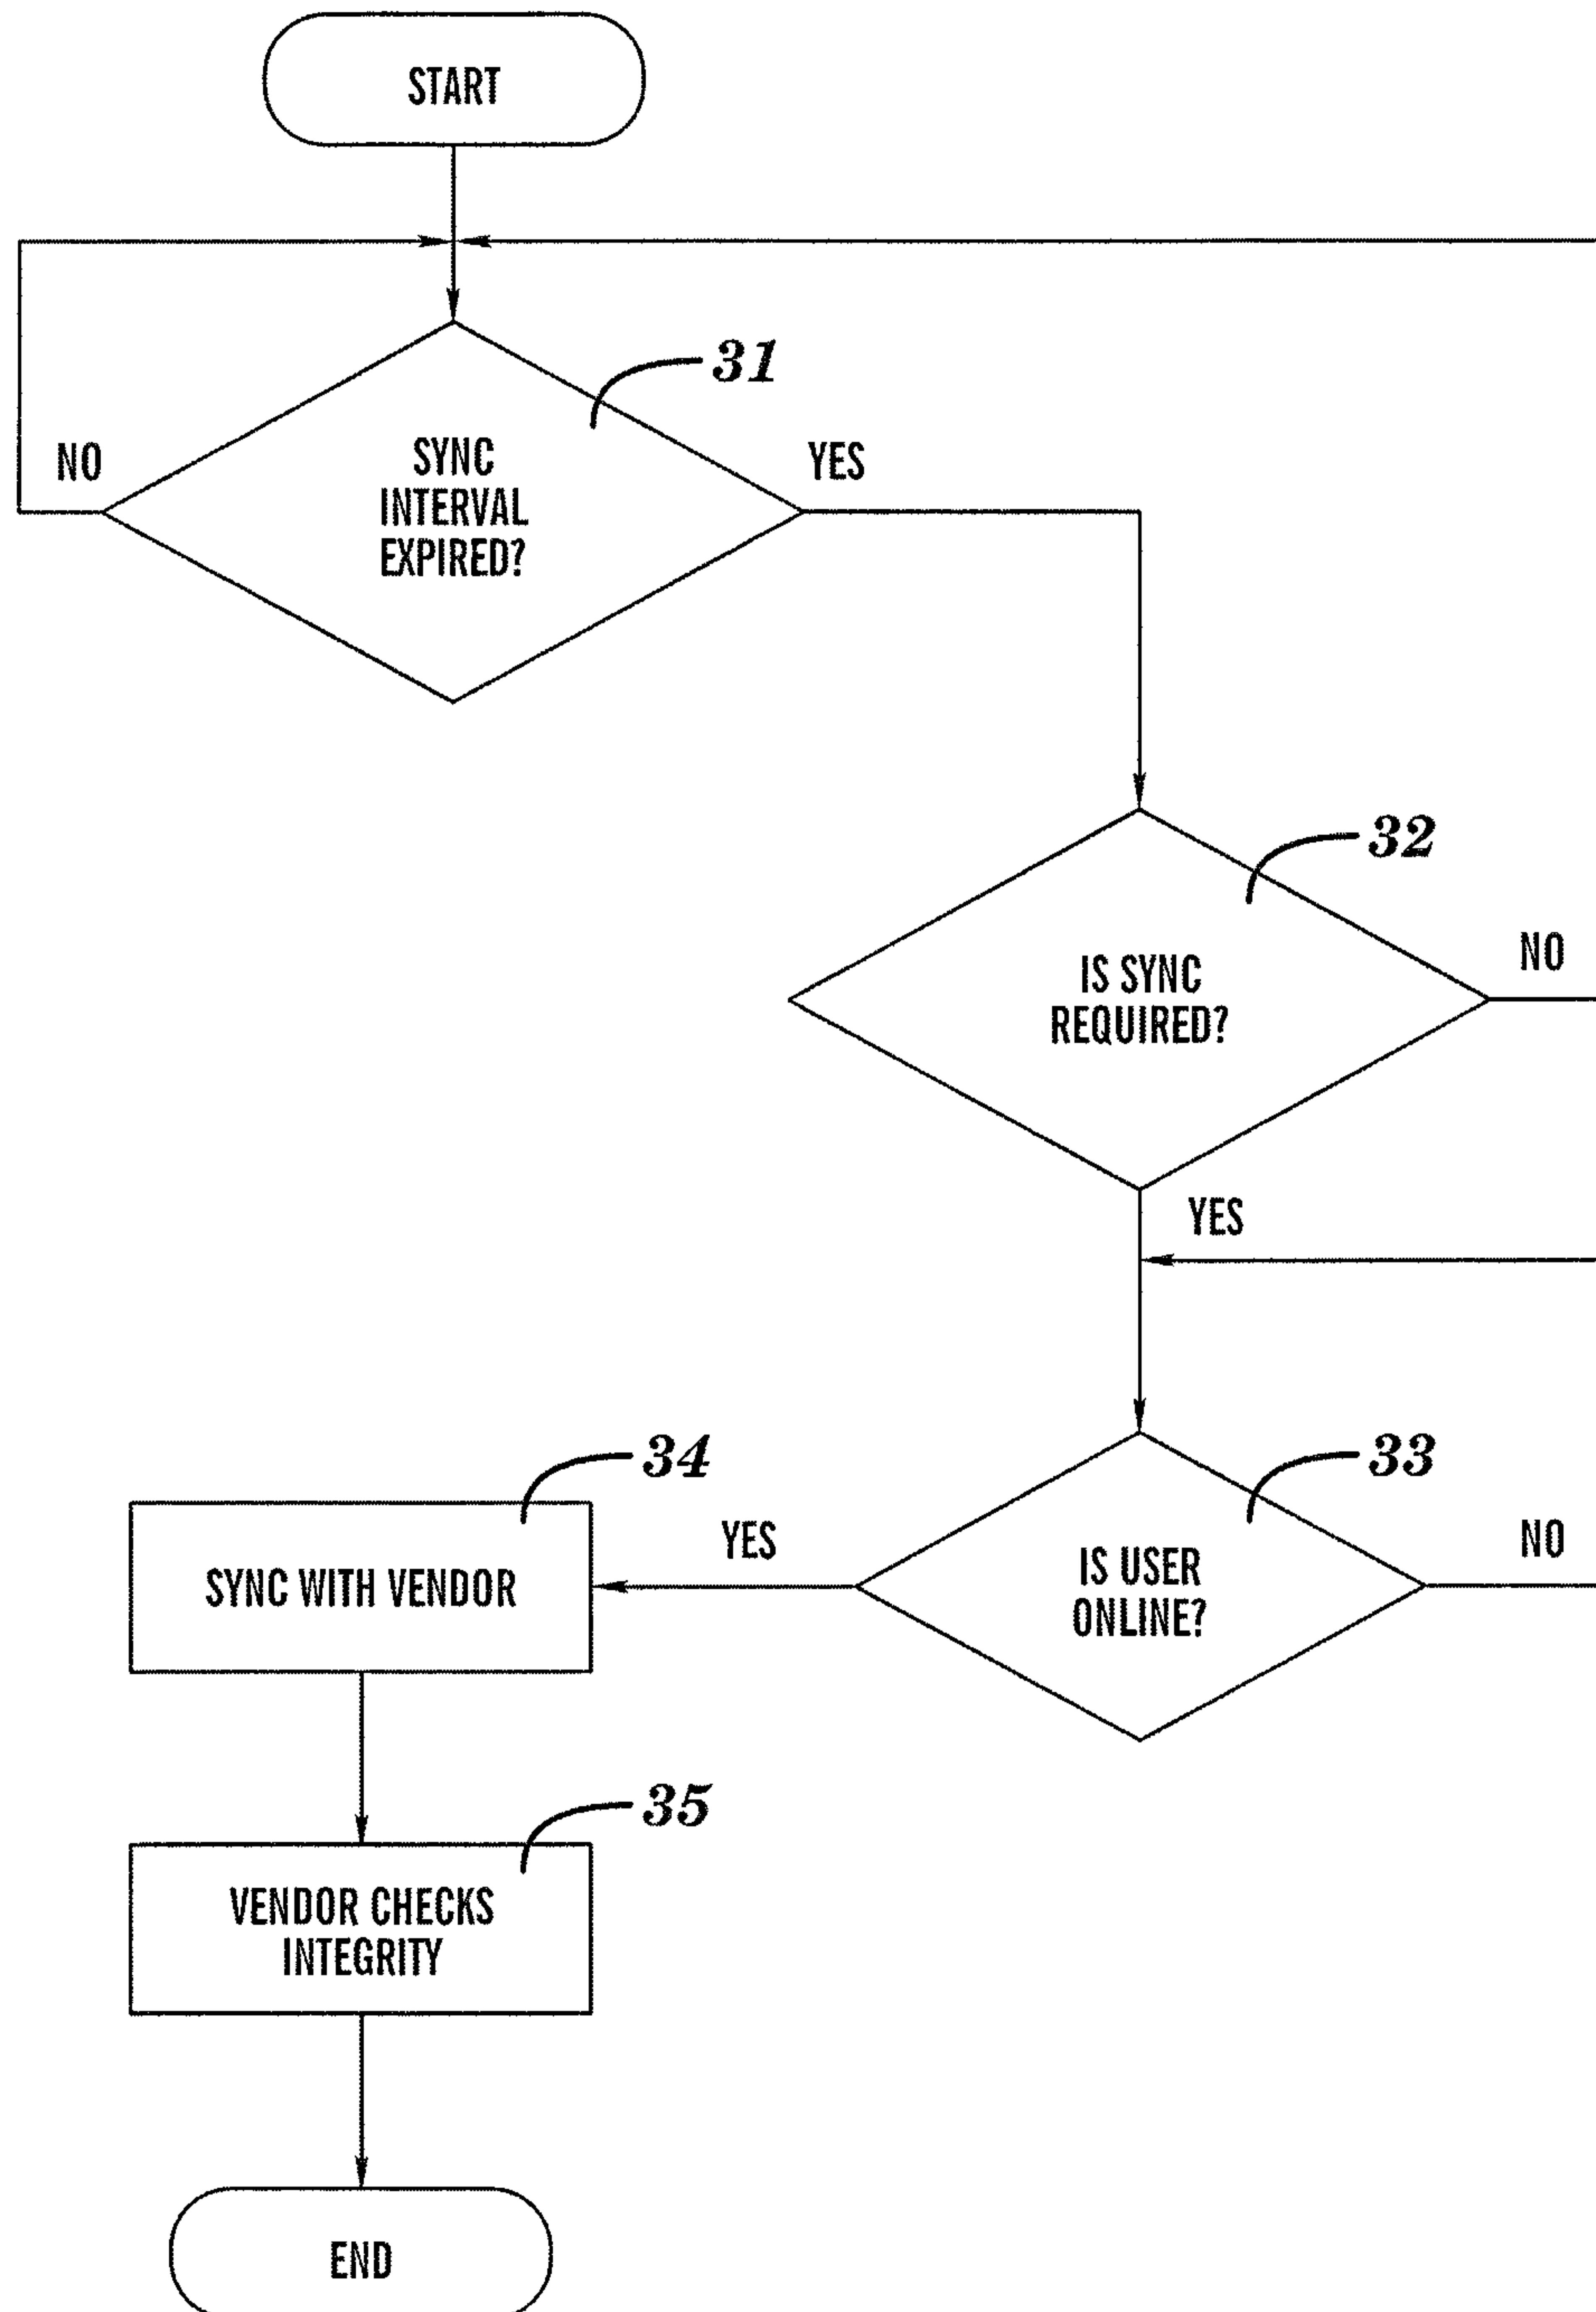 START
31
NO
SYNC
INTERVAL
EXPIRED?
YES
32
IS SYNC
REQUIRED?
NO
YES
33
IS USER
ONLINE?
NO
YES
34
SYNC WITH VENDOR
35
VENDOR CHECKS
INTEGRITY
END